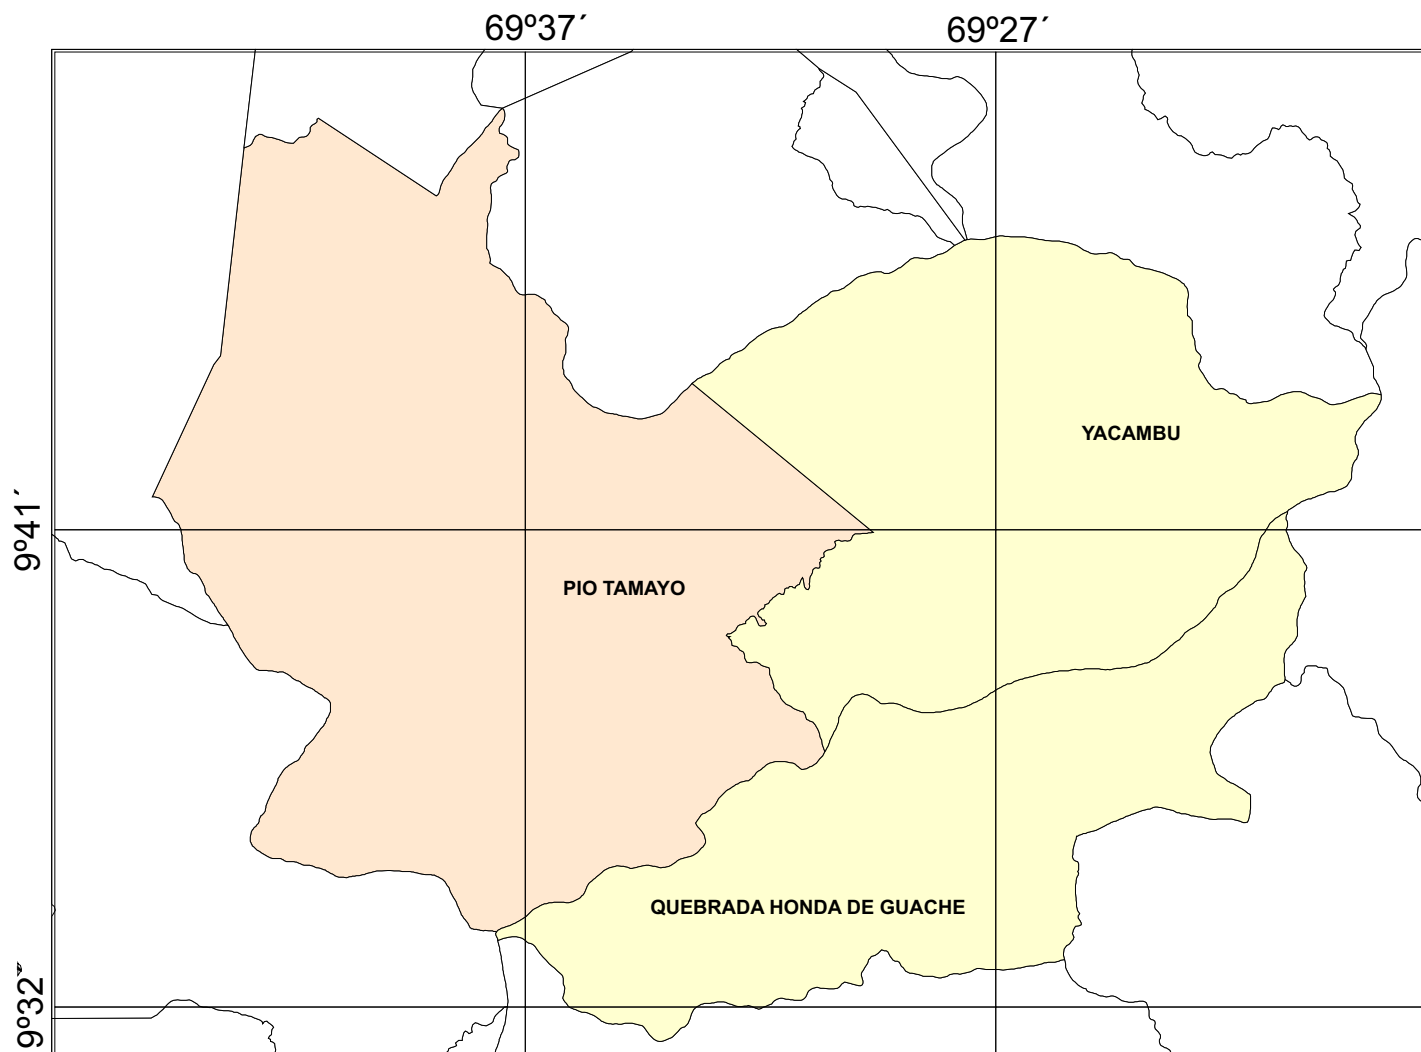 69º37´
69º27´
YACAMBU
9º41´
PIO TAMAYO
QUEBRADA HONDA DE GUACHE
9º32´